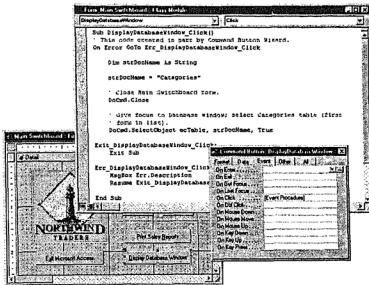 Form Main Switchboard : Class Module
DisplayDatabaseWindow
Click
Sub DisplayDatabaseWindow_Click()
' This code created in part by Command Button Wizard.
On Error GoTo Err_DisplayDatabaseWindow_Click
Dim strDocName As String
strDocName = "Categories"
' Close Main Switchboard form.
DoCmd.Close
' Give focus to Database window; select Categories table (first
' form in list).
DoCmd.SelectObject acTable, strDocName, True
Exit_DisplayDatabaseWindow_Click:
Exit Sub
Err_DisplayDatabaseWindow_Click
MsgBox Err.Description
Resume Exit_DisplayDatabase
End Sub
Command Button: DisplayDatabaseWindow
Format
Data
Event
Other
All
On Enter
On Exit
On Got Focus
On Lost Focus
On Click
[Event Procedure]
On Dbl Click
On Mouse Down
On Mouse Move
On Mouse Up
On Key Down
On Key Up
On Key Press
Main Switchboard : Fo
Detail
NORTHWIND
TRADERS
Print Sales Reports
Exit Microsoft Access
Display Database Window